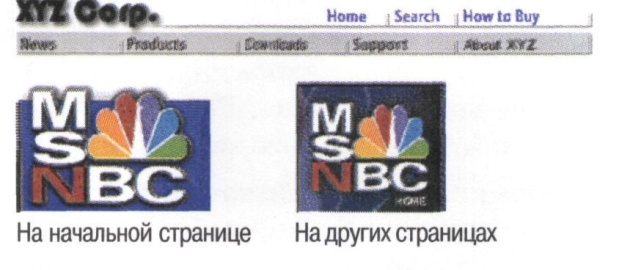 XYZ Corp.
Home | Search | How to Buy
News | Products | Downloads | Support | About XYZ
MSNBC
MSNBC
HOME
На начальной странице
На других страницах